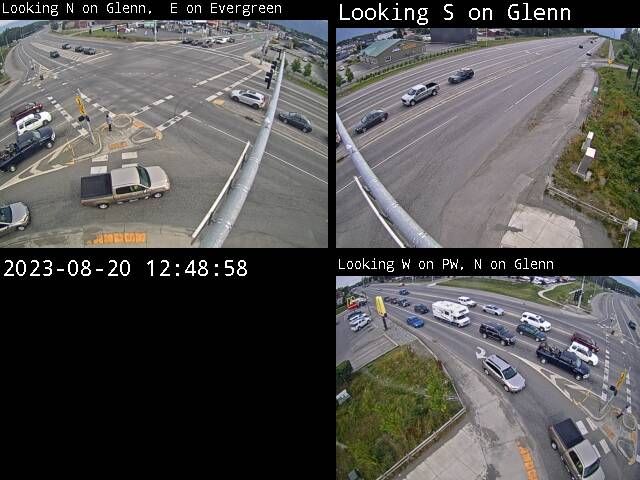 Looking N on Glenn, E on Evergreen
Looking S on Glenn
2023-08-20 12:48:58
Looking W on PW, N on Glenn